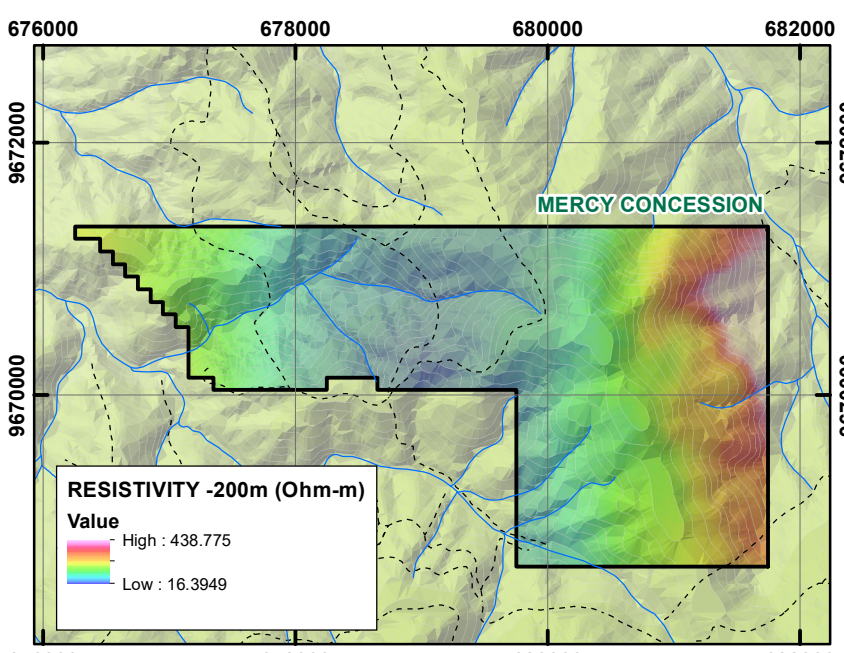 676000 678000 680000 682000
9672000
MERCY CONCESSION
9670000 
RESISTIVITY -200m (Ohm-m)
Value
High : 438.775
Low : 16.3949